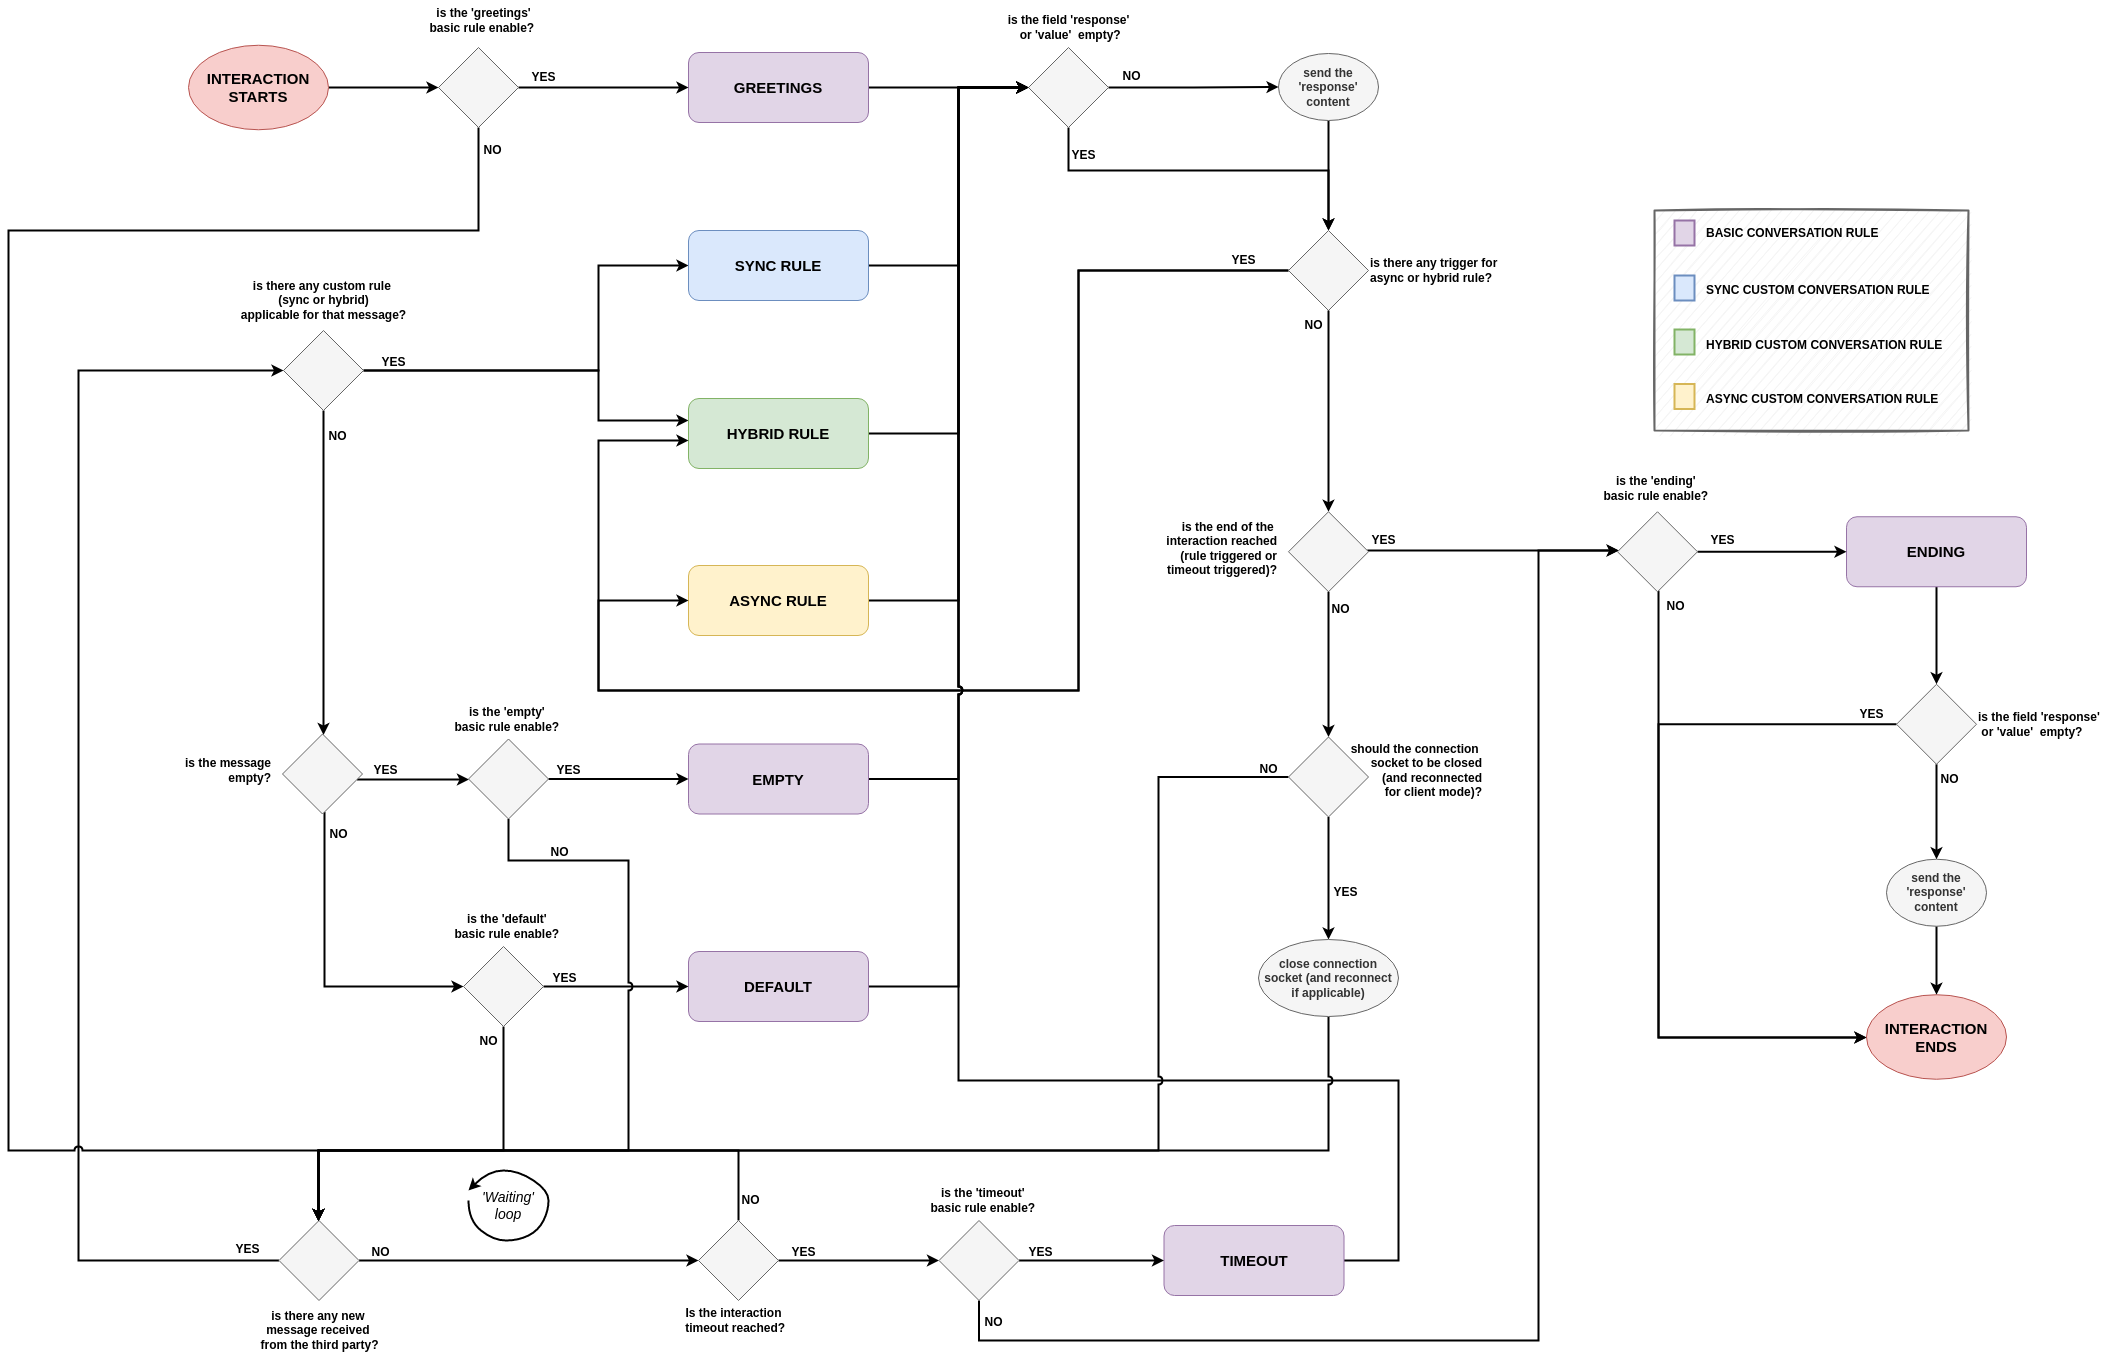 is the 'greetings'
basic rule enable?
is the field 'response'
or 'value'  empty?
INTERACTION
STARTS
YES
GREETINGS
NO
send the
'response'
content
NO
YES
SYNC RULE
YES
is there any trigger for
async or hybrid rule?
BASIC CONVERSATION RULE
SYNC CUSTOM CONVERSATION RULE
HYBRID CUSTOM CONVERSATION RULE
ASYNC CUSTOM CONVERSATION RULE
is there any custom rule
(sync or hybrid)
applicable for that message?
NO
YES
HYBRID RULE
NO
is the 'ending'
basic rule enable?
is the end of the
interaction reached
(rule triggered or
timeout triggered)?
YES
YES
ENDING
ASYNC RULE
NO
NO
is the 'empty'
basic rule enable?
YES
is the field 'response'
or 'value'  empty?
is the message
empty?
YES
YES
EMPTY
NO
should the connection
socket to be closed
(and reconnected
for client mode)?
NO
NO
NO
YES
send the
'response'
content
is the 'default'
basic rule enable?
YES
DEFAULT
close connection
socket (and reconnect
if applicable)
NO
INTERACTION
ENDS
'Waiting'
loop
NO
is the 'timeout'
basic rule enable?
YES
NO
YES
YES
TIMEOUT
is there any new
message received
from the third party?
Is the interaction
timeout reached?
NO